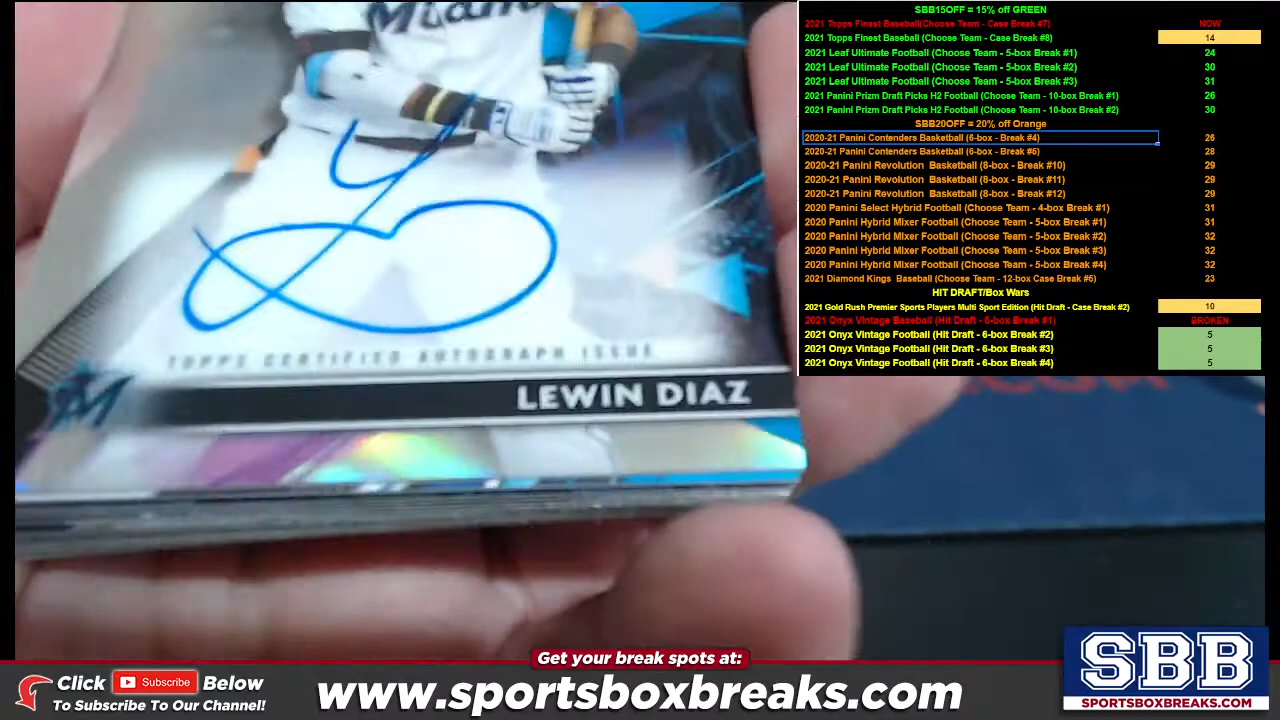 Miami
CERTIFIED AUTOGRAPH ISSUE
LEWIN DIAZ
M
SBB15OFF = 15% off GREEN
2021 Topps Finest Baseball(Choose Team - Case Break #7) NOW
2021 Topps Finest Baseball (Choose Team - Case Break #8) 14
2021 Leaf Ultimate Football (Choose Team - 5-box Break #1) 24
2021 Leaf Ultimate Football (Choose Team - 5-box Break #2) 30
2021 Leaf Ultimate Football (Choose Team - 5-box Break #3) 31
2021 Panini Prizm Draft Picks H2 Football (Choose Team - 10-box Break #1) 26
2021 Panini Prizm Draft Picks H2 Football (Choose Team - 10-box Break #2) 30
SBB20OFF = 20% off Orange
2020-21 Panini Contenders Basketball (6-box - Break #4) 26
2020-21 Panini Contenders Basketball (6-box - Break #5) 28
2020-21 Panini Revolution Basketball (8-box - Break #10) 29
2020-21 Panini Revolution Basketball (8-box - Break #11) 29
2020-21 Panini Revolution Basketball (8-box - Break #12) 29
2020 Panini Select Hybrid Football (Choose Team - 4-box Break #1) 31
2020 Panini Hybrid Mixer Football (Choose Team - 5-box Break #1) 31
2020 Panini Hybrid Mixer Football (Choose Team - 5-box Break #2) 32
2020 Panini Hybrid Mixer Football (Choose Team - 5-box Break #3) 32
2020 Panini Hybrid Mixer Football (Choose Team - 5-box Break #4) 32
2021 Diamond Kings Baseball (Choose Team - 12-box Case Break #6) 23
HIT DRAFT/Box Wars
2021 Gold Rush Premier Sports Players Multi Sport Edition (Hit Draft - Case Break #2) 10
2021 Onyx Vintage Baseball (Hit Draft - 6-box Break #1) BROKEN
2021 Onyx Vintage Football (Hit Draft - 6-box Break #2) 5
2021 Onyx Vintage Football (Hit Draft - 6-box Break #3) 5
2021 Onyx Vintage Football (Hit Draft - 6-box Break #4) 5
.COM
Get your break spots at:
Click Subscribe Below
To Subscribe To Our Channel!
www.sportsboxbreaks.com
SBB
SPORTSBOXBREAKS.COM